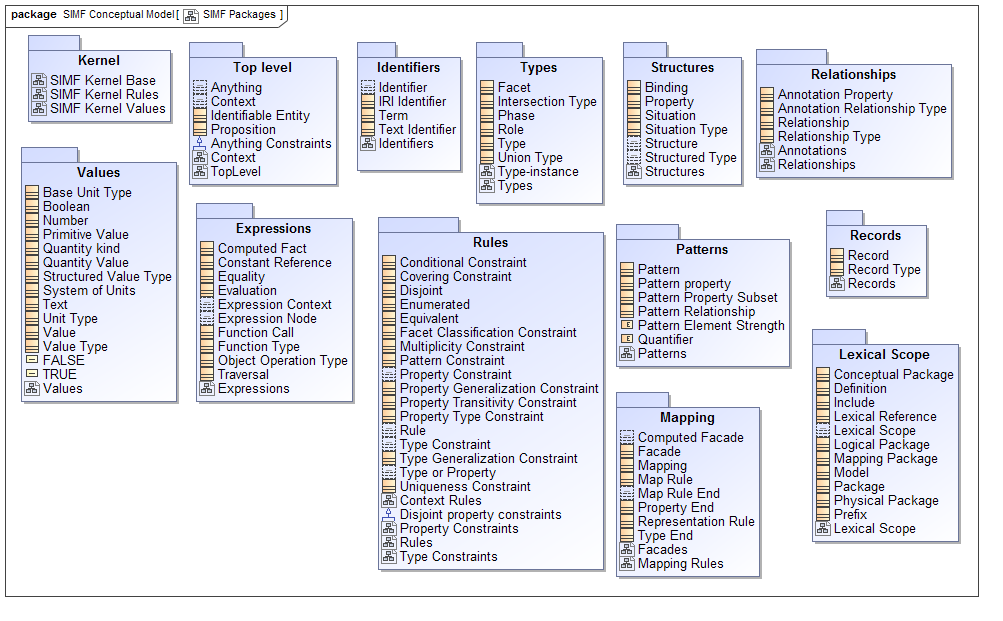 package SIMF Conceptual Model [ SIMF Packages ]
Kernel
SIMF Kernel Base
SIMF Kernel Rules
SIMF Kernel Values
Top level
Anything
Context
Identifiable Entity
Proposition
Anything Constraints
Context
TopLevel
Identifiers
Identifier
IRI Identifier
Term
Text Identifier
Identifiers
Types
Facet
Intersection Type
Phase
Role
Type
Union Type
Type-instance
Types
Structures
Binding
Property
Situation
Situation Type
Structure
Structured Type
Structures
Relationships
Annotation Property
Annotation Relationship Type
Relationship
Relationship Type
Annotations
Relationships
Values
Base Unit Type
Boolean
Number
Primitive Value
Quantity kind
Quantity Value
Structured Value Type
System of Units
Text
Unit Type
Value
Value Type
FALSE
TRUE
Values
Expressions
Computed Fact
Constant Reference
Equality
Evaluation
Expression Context
Expression Node
Function Call
Function Type
Object Operation Type
Traversal
Expressions
Rules
Conditional Constraint
Covering Constraint
Disjoint
Enumerated
Equivalent
Facet Classification Constraint
Multiplicity Constraint
Pattern Constraint
Property Constraint
Property Generalization Constraint
Property Transitivity Constraint
Property Type Constraint
Rule
Type Constraint
Type Generalization Constraint
Type or Property
Uniqueness Constraint
Context Rules
Disjoint property constraints
Property Constraints
Rules
Type Constraints
Patterns
Pattern
Pattern property
Pattern Property Subset
Pattern Relationship
E Pattern Element Strength
E Quantifier
Patterns
Records
Record
Record Type
Records
Mapping
Computed Facade
Facade
Mapping
Map Rule
Map Rule End
Property End
Representation Rule
Type End
Facades
Mapping Rules
Lexical Scope
Conceptual Package
Definition
Include
Lexical Reference
Lexical Scope
Logical Package
Mapping Package
Model
Package
Physical Package
Prefix
Lexical Scope